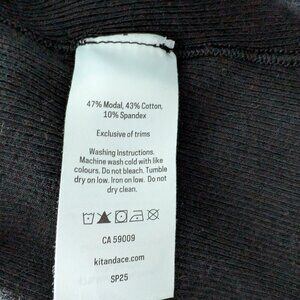 47% Modal, 43% Cotton,
10% Spandex
Exclusive of trims
Washing Instructions.
Machine wash cold with like
colours. Do not bleach. Tumble
dry on low. Iron on low. Do not
dry clean.
CA 59009
kitandace.com
SP25